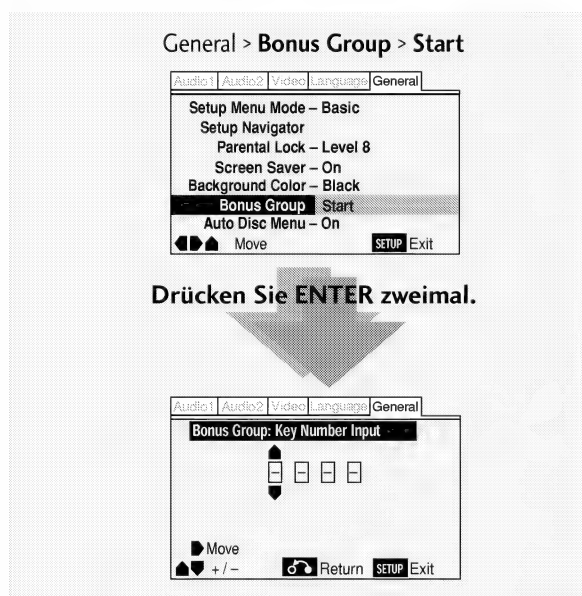 General > Bonus Group > Start
Audio1 Audio2 Video Language General
Setup Menu Mode – Basic
Setup Navigator
Parental Lock – Level 8
Screen Saver – On
Background Color – Black
Bonus Group Start
Auto Disc Menu – On
Move SETUP Exit
Drücken Sie ENTER zweimal.
Audio1 Audio2 Video Language General
Bonus Group: Key Number Input
– – – –
Move
+ / – Return SETUP Exit